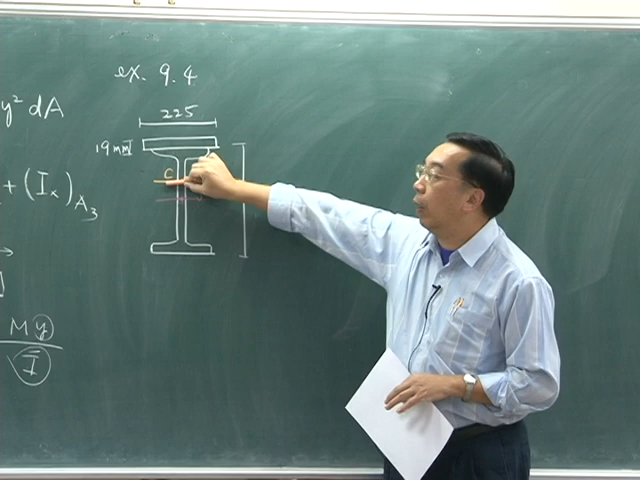 ex. 9.4
y² dA
225
19mm
+ (Iₓ)A₃
C
My
I̅